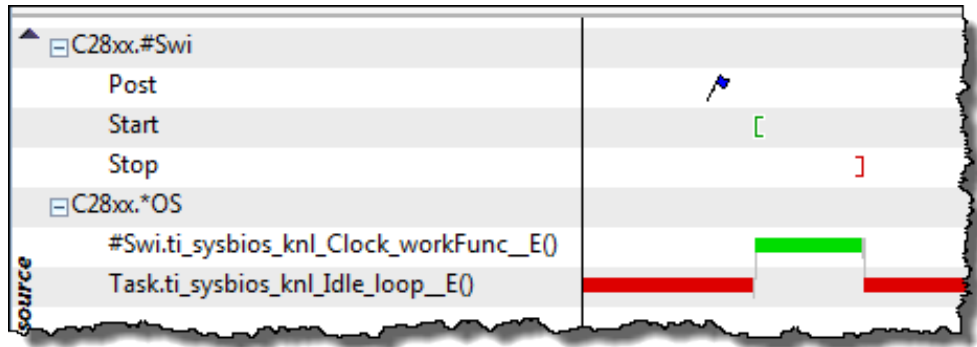 C28xx.#Swi
Post
Start
Stop
C28xx.*OS
#Swi.ti_sysbios_knl_Clock_workFunc__E()
Task.ti_sysbios_knl_Idle_loop__E()
source